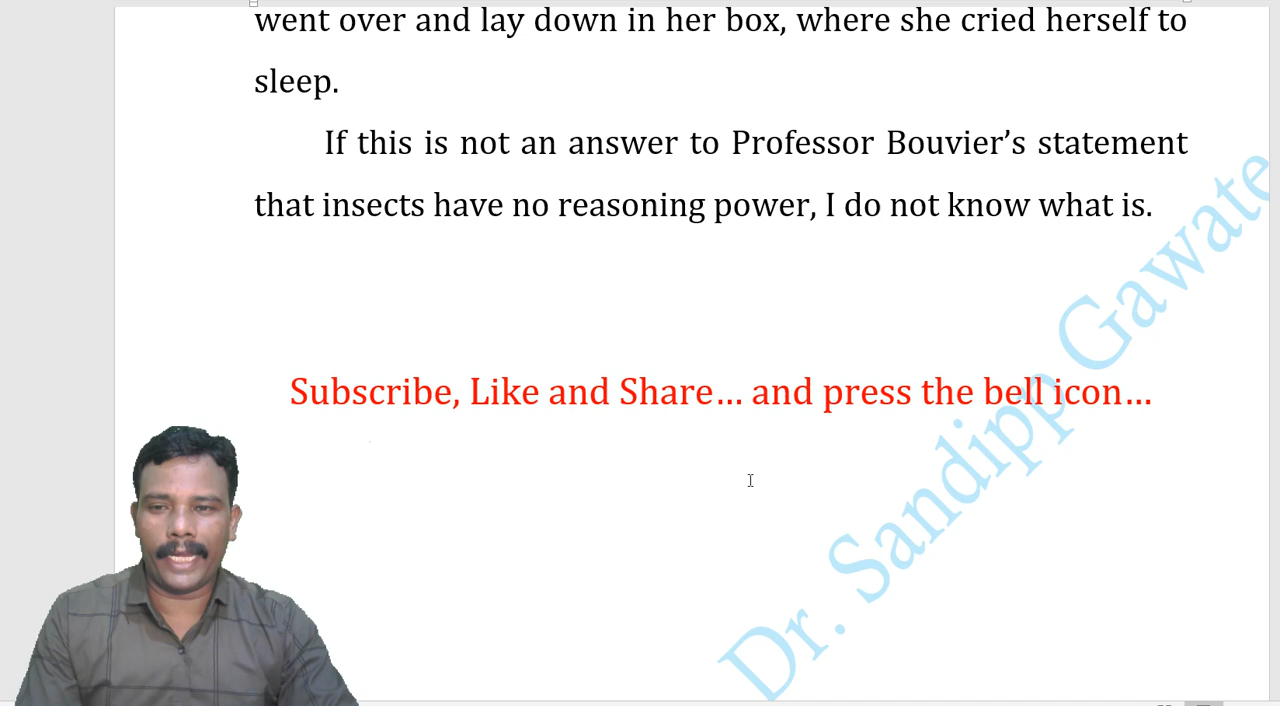 went over and lay down in her box, where she cried herself to
sleep.
If this is not an answer to Professor Bouvier’s statement
that insects have no reasoning power, I do not know what is.
Subscribe, Like and Share… and press the bell icon…
Dr. Sandipp Gawate